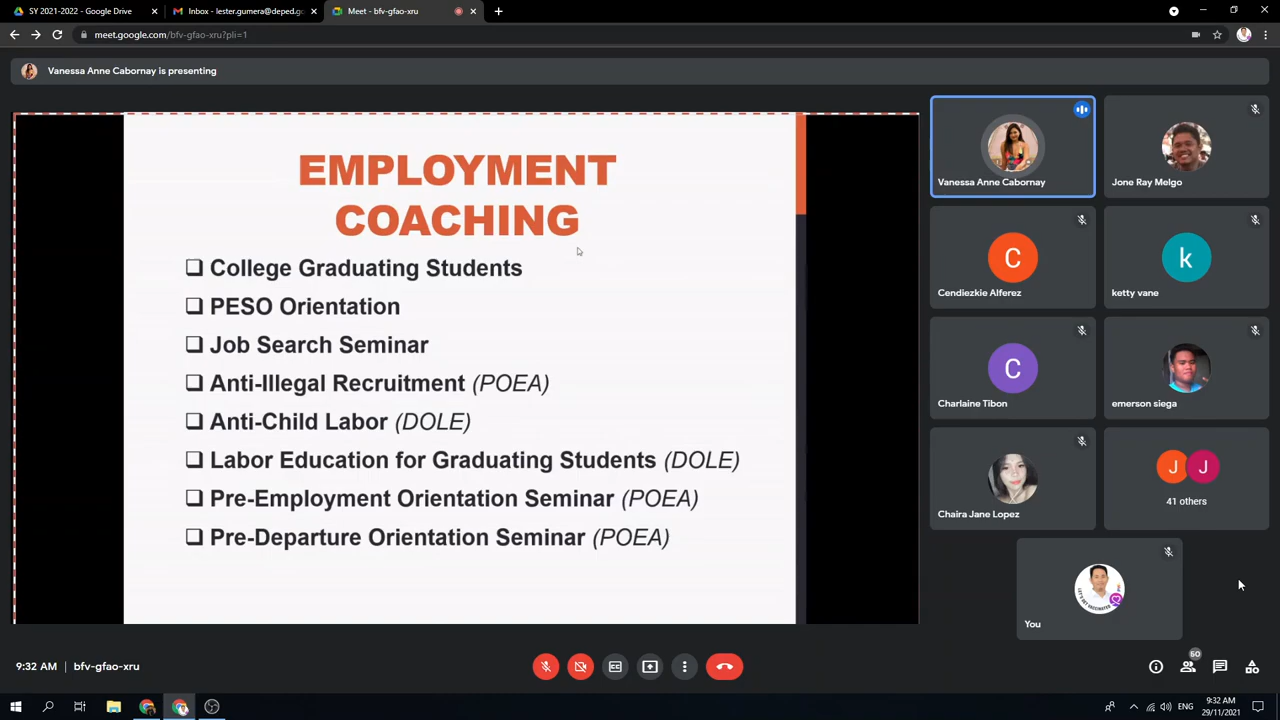 SY 2021-2022 - Google Drive
Inbox - lester.gumera@deped.go
Meet - bfv-gfao-xru
meet.google.com/bfv-gfao-xru?pli=1
Vanessa Anne Cabornay is presenting
EMPLOYMENT
COACHING
College Graduating Students
PESO Orientation
Job Search Seminar
Anti-Illegal Recruitment (POEA)
Anti-Child Labor (DOLE)
Labor Education for Graduating Students (DOLE)
Pre-Employment Orientation Seminar (POEA)
Pre-Departure Orientation Seminar (POEA)
Vanessa Anne Cabornay
Jone Ray Melgo
C
Cendiezkie Alferez
k
ketty vane
C
Charlaine Tibon
emerson siega
Chaira Jane Lopez
J J
41 others
You
9:32 AM | bfv-gfao-xru
50
ENG
9:32 AM
29/11/2021